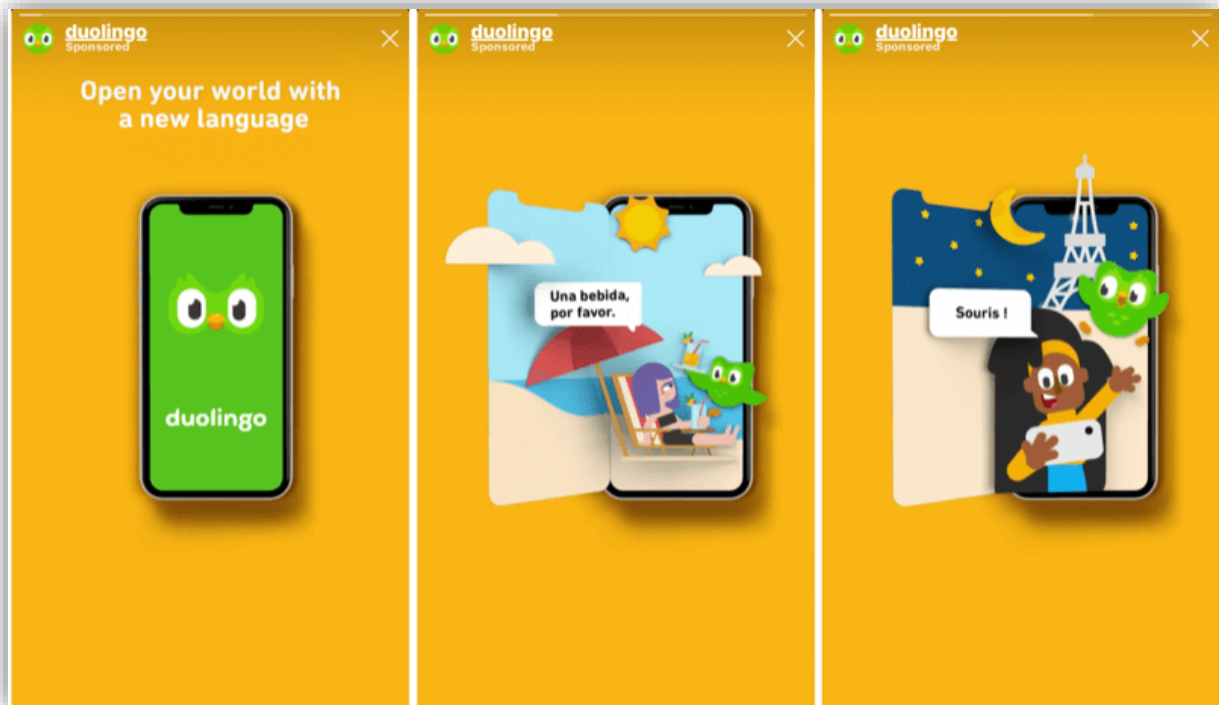 duolingo
Sponsored
Open your world with
a new language
duolingo
duolingo
Sponsored
Una bebida,
por favor.
duolingo
Sponsored
Souris !